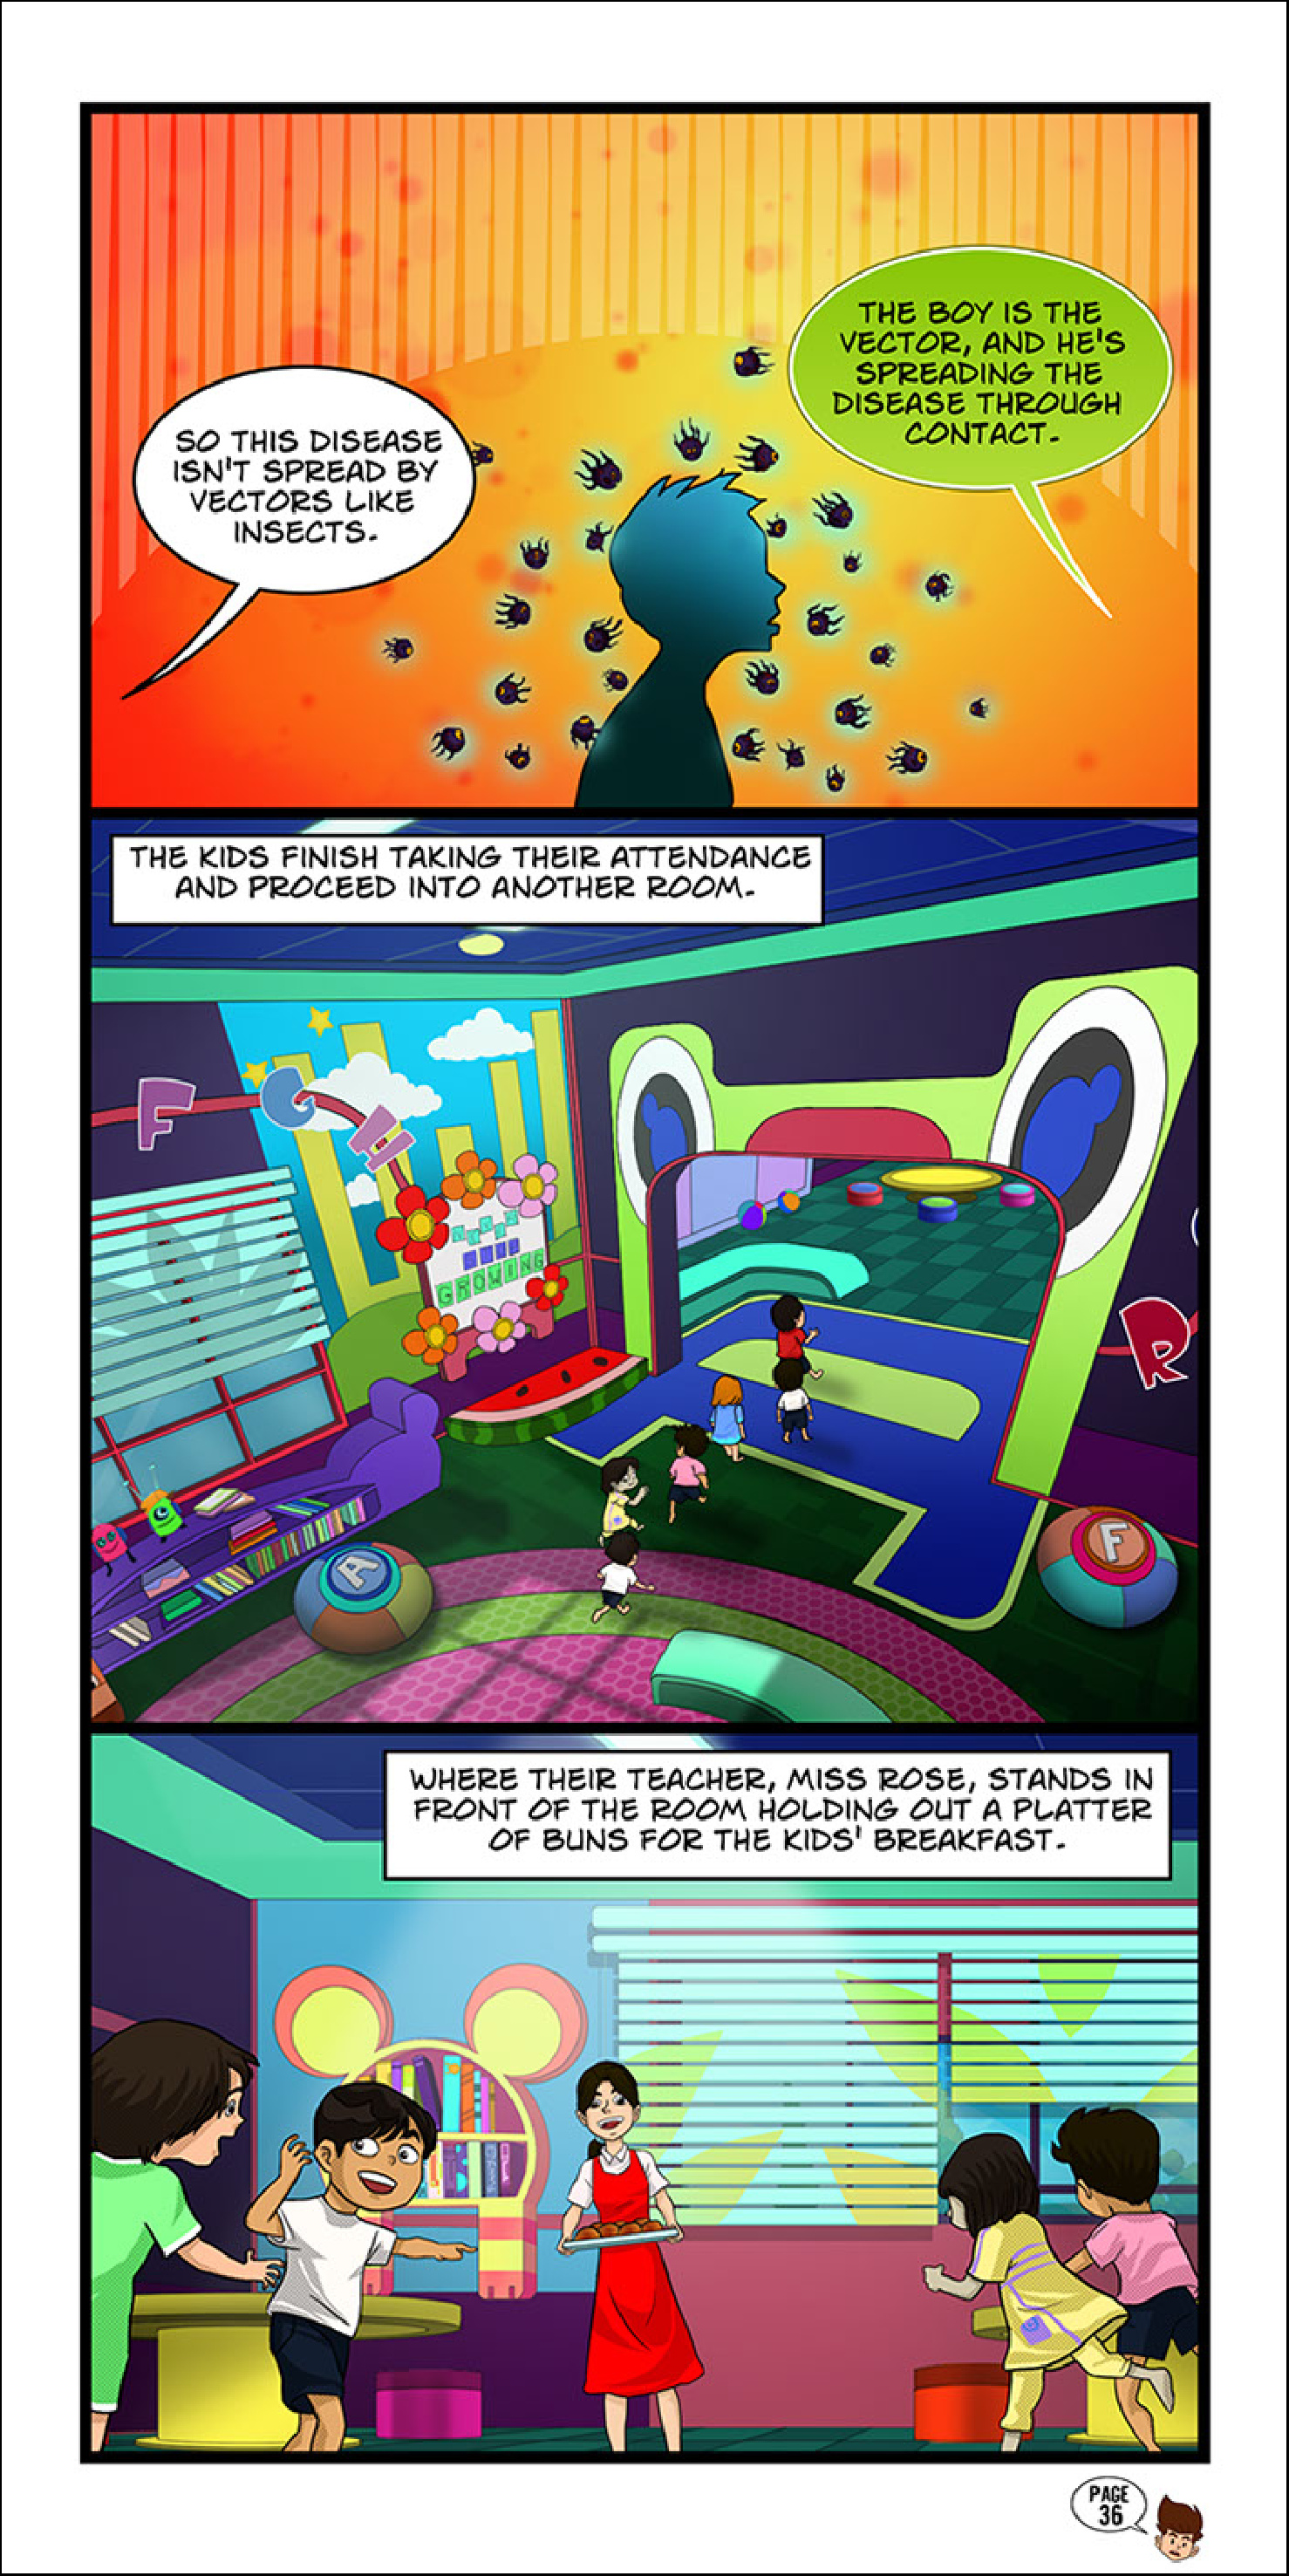 SO THIS DISEASE
ISN'T SPREAD BY
VECTORS LIKE
INSECTS.
THE BOY IS THE
VECTOR, AND HE'S
SPREADING THE
DISEASE THROUGH
CONTACT.
THE KIDS FINISH TAKING THEIR ATTENDANCE
AND PROCEED INTO ANOTHER ROOM.
F G H
GROWING
R
A
F
WHERE THEIR TEACHER, MISS ROSE, STANDS IN
FRONT OF THE ROOM HOLDING OUT A PLATTER
OF BUNS FOR THE KIDS' BREAKFAST.
PAGE
36